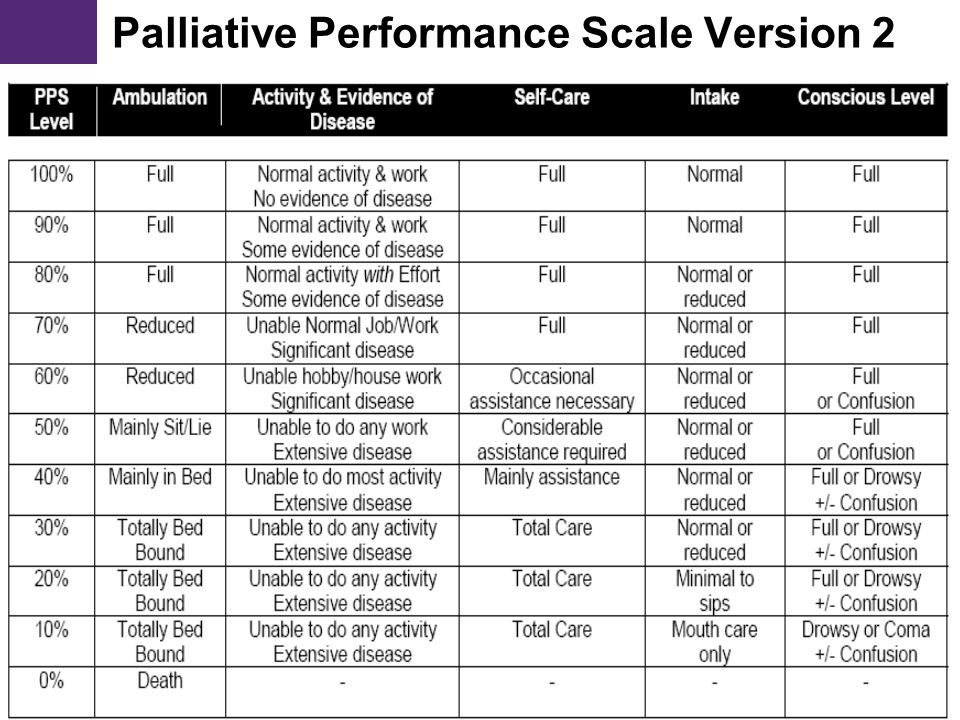 Palliative Performance Scale Version 2
PPS Level | Ambulation | Activity & Evidence of Disease | Self-Care | Intake | Conscious Level
100% | Full | Normal activity & work No evidence of disease | Full | Normal | Full
90% | Full | Normal activity & work Some evidence of disease | Full | Normal | Full
80% | Full | Normal activity with Effort Some evidence of disease | Full | Normal or reduced | Full
70% | Reduced | Unable Normal Job/Work Significant disease | Full | Normal or reduced | Full
60% | Reduced | Unable hobby/house work Significant disease | Occasional assistance necessary | Normal or reduced | Full or Confusion
50% | Mainly Sit/Lie | Unable to do any work Extensive disease | Considerable assistance required | Normal or reduced | Full or Confusion
40% | Mainly in Bed | Unable to do most activity Extensive disease | Mainly assistance | Normal or reduced | Full or Drowsy +/- Confusion
30% | Totally Bed Bound | Unable to do any activity Extensive disease | Total Care | Normal or reduced | Full or Drowsy +/- Confusion
20% | Totally Bed Bound | Unable to do any activity Extensive disease | Total Care | Minimal to sips | Full or Drowsy +/- Confusion
10% | Totally Bed Bound | Unable to do any activity Extensive disease | Total Care | Mouth care only | Drowsy or Coma +/- Confusion
0% | Death | - | - | - | -